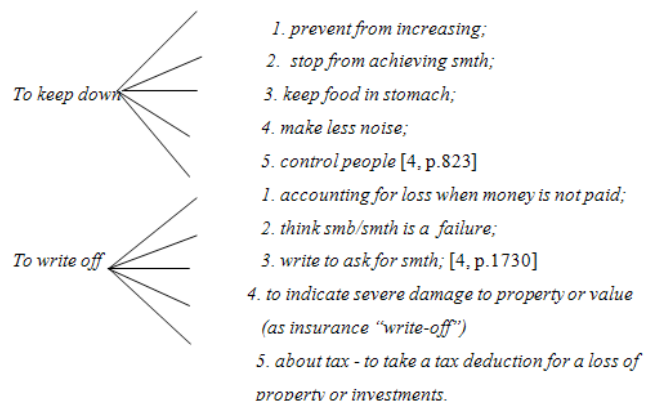 1. prevent from increasing;
2. stop from achieving smth;
To keep down
3. keep food in stomach;
4. make less noise;
5. control people [4, p.823]
1. accounting for loss when money is not paid;
2. think smb/smth is a failure;
To write off
3. write to ask for smth; [4, p.1730]
4. to indicate severe damage to property or value
(as insurance “write-off”)
5. about tax - to take a tax deduction for a loss of
property or investments.